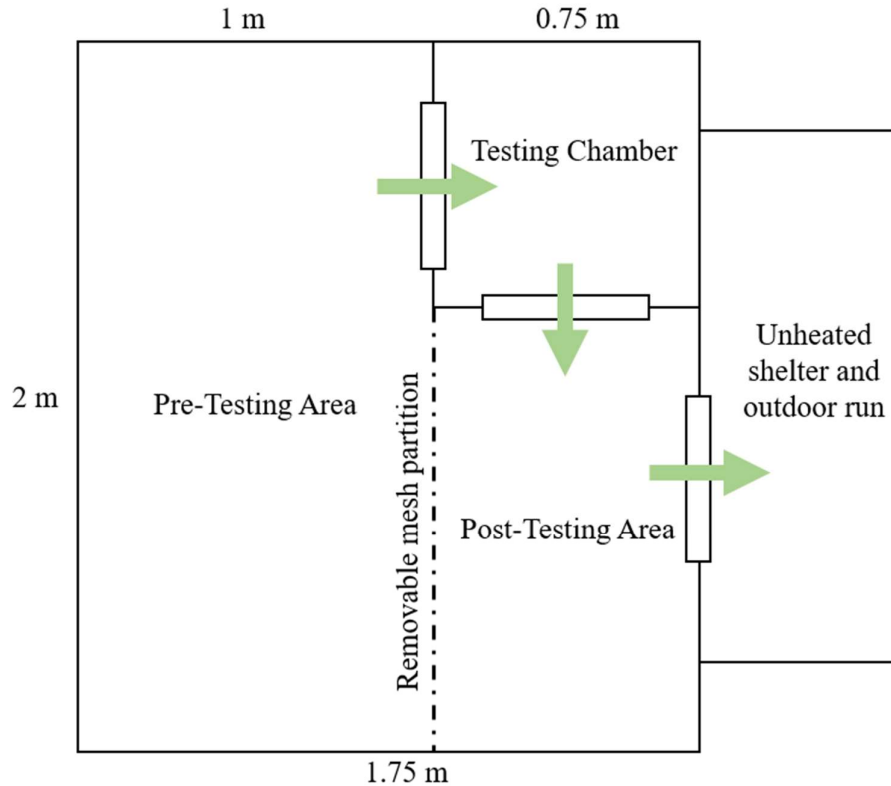 1 m
0.75 m
Testing Chamber
Unheated
shelter and
outdoor run
2 m
Pre-Testing Area
Removable mesh partition
Post-Testing Area
1.75 m